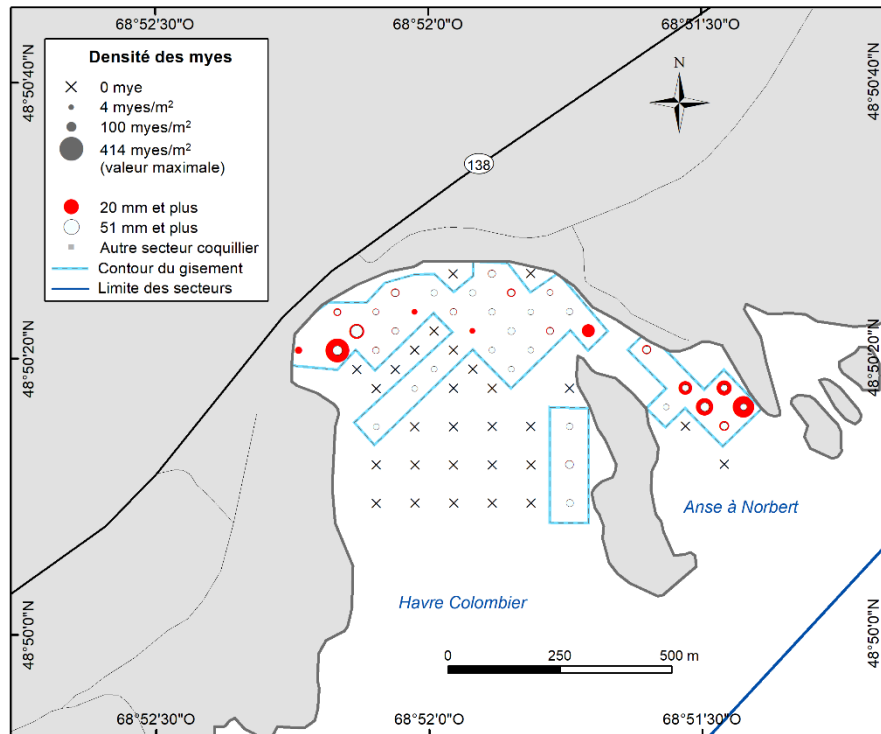 68°52'30"O 68°52'0"O 68°51'30"O
48°50'40"N
48°50'40"N
Densité des myes
0 mye
4 myes/m²
100 myes/m²
414 myes/m²
(valeur maximale)
20 mm et plus
51 mm et plus
Autre secteur coquillier
Contour du gisement
Limite des secteurs
N
138
48°50'20"N
48°50'20"N
Anse à Norbert
Havre Colombier
48°50'0"N
48°50'0"N
0 250 500 m
68°52'30"O 68°52'0"O 68°51'30"O